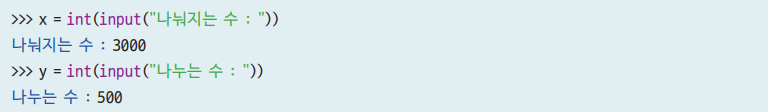 >>> x = int(input("나눠지는 수 : "))
나눠지는 수 : 3000
>>> y = int(input("나누는 수 : "))
나누는 수 : 500